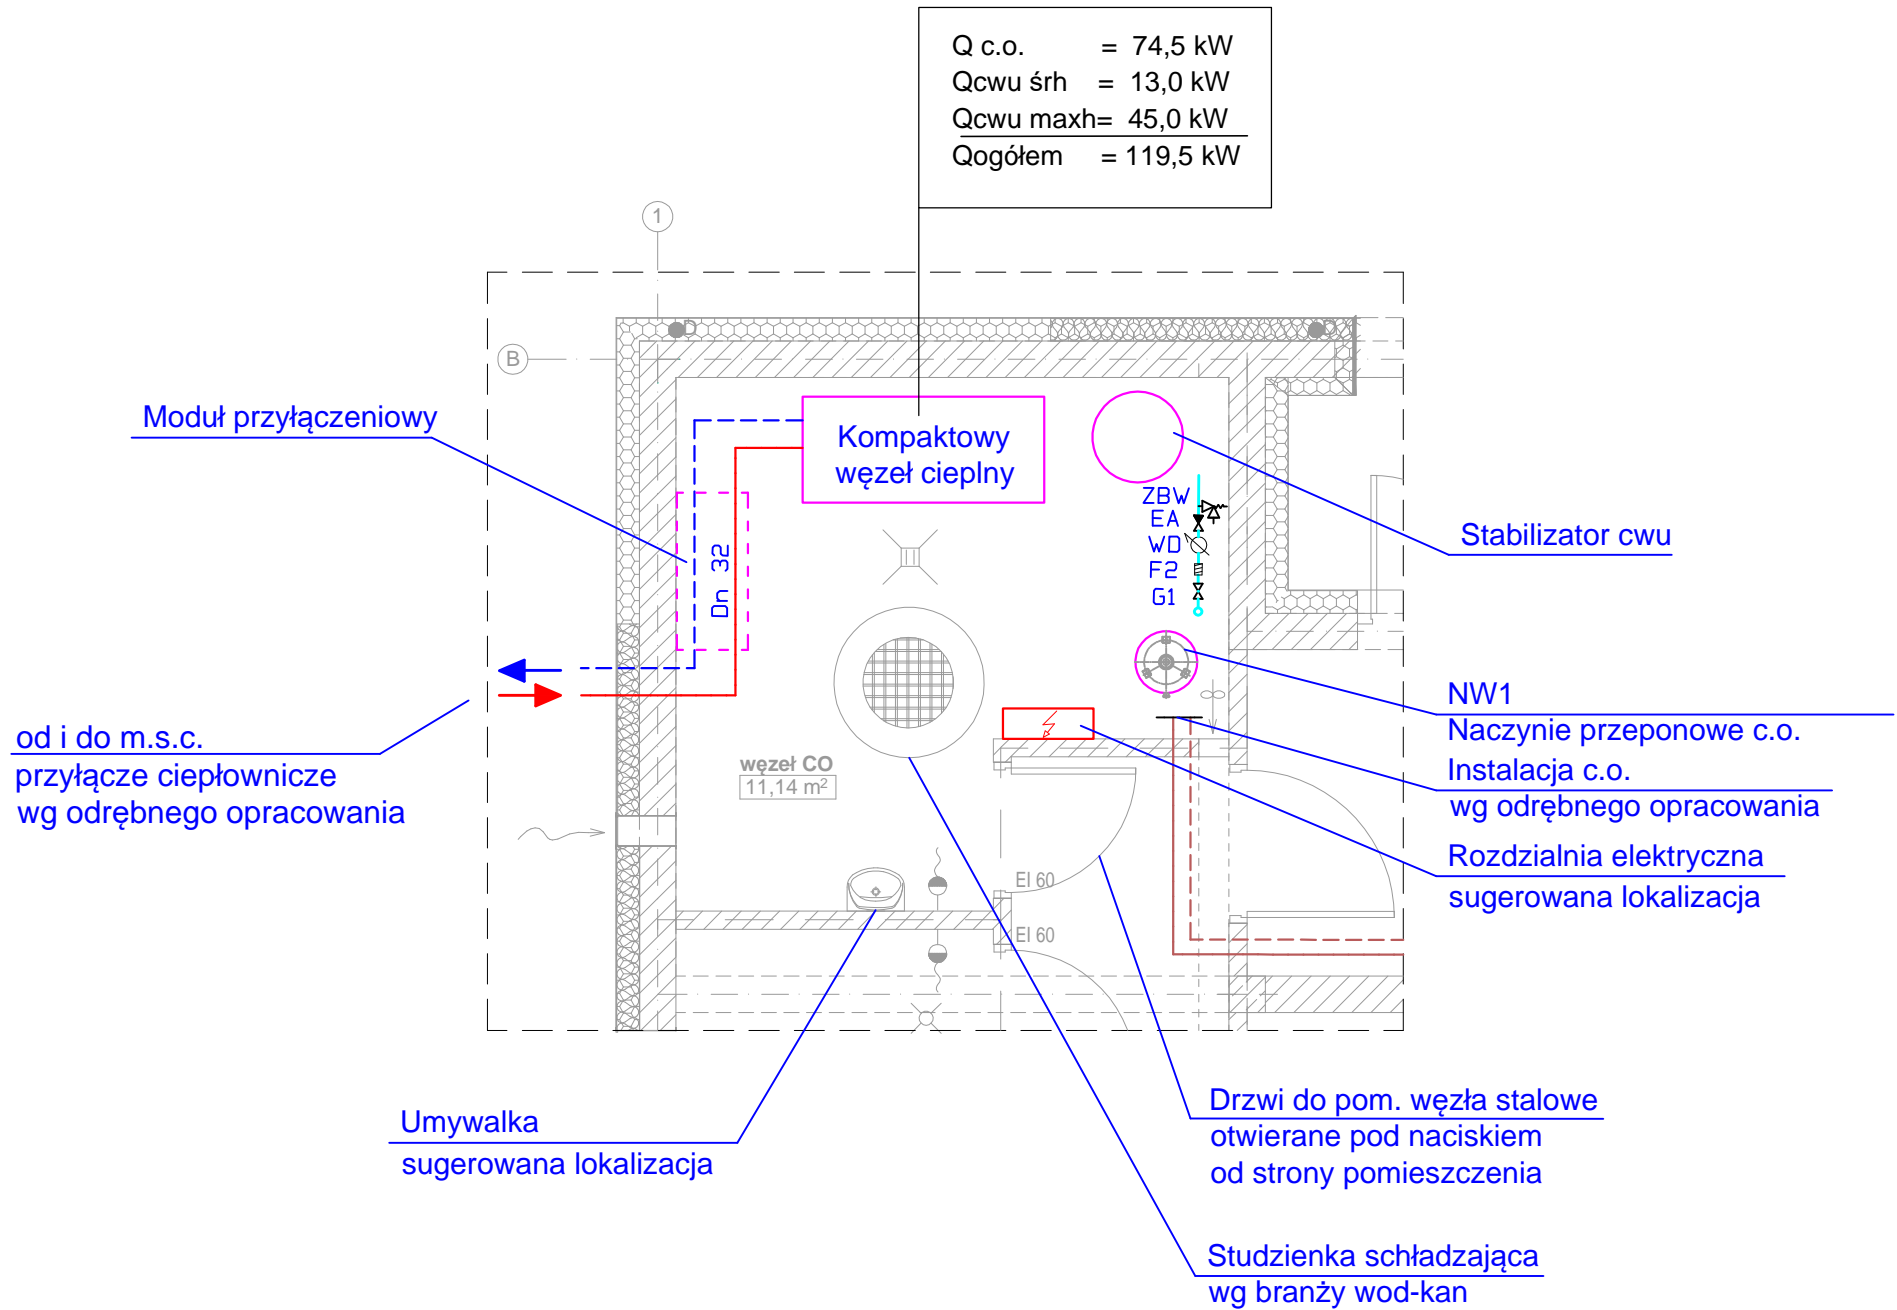 Q c.o. = 74,5 kW
Qcwu śrh = 13,0 kW
Qcwu maxh= 45,0 kW
Qogółem = 119,5 kW
1
D
D
B
Moduł przyłączeniowy
Kompaktowy
węzeł cieplny
ZBW
EA
WD
F2
G1
Stabilizator cwu
Dn 32
NW1
Naczynie przeponowe c.o.
od i do m.s.c.
przyłącze ciepłownicze
wg odrębnego opracowania
węzeł CO
11,14 m²
Instalacja c.o.
wg odrębnego opracowania
Rozdzialnia elektryczna
sugerowana lokalizacja
EI 60
EI 60
Umywalka
sugerowana lokalizacja
Drzwi do pom. węzła stalowe
otwierane pod naciskiem
od strony pomieszczenia
Studzienka schładzająca
wg branży wod-kan